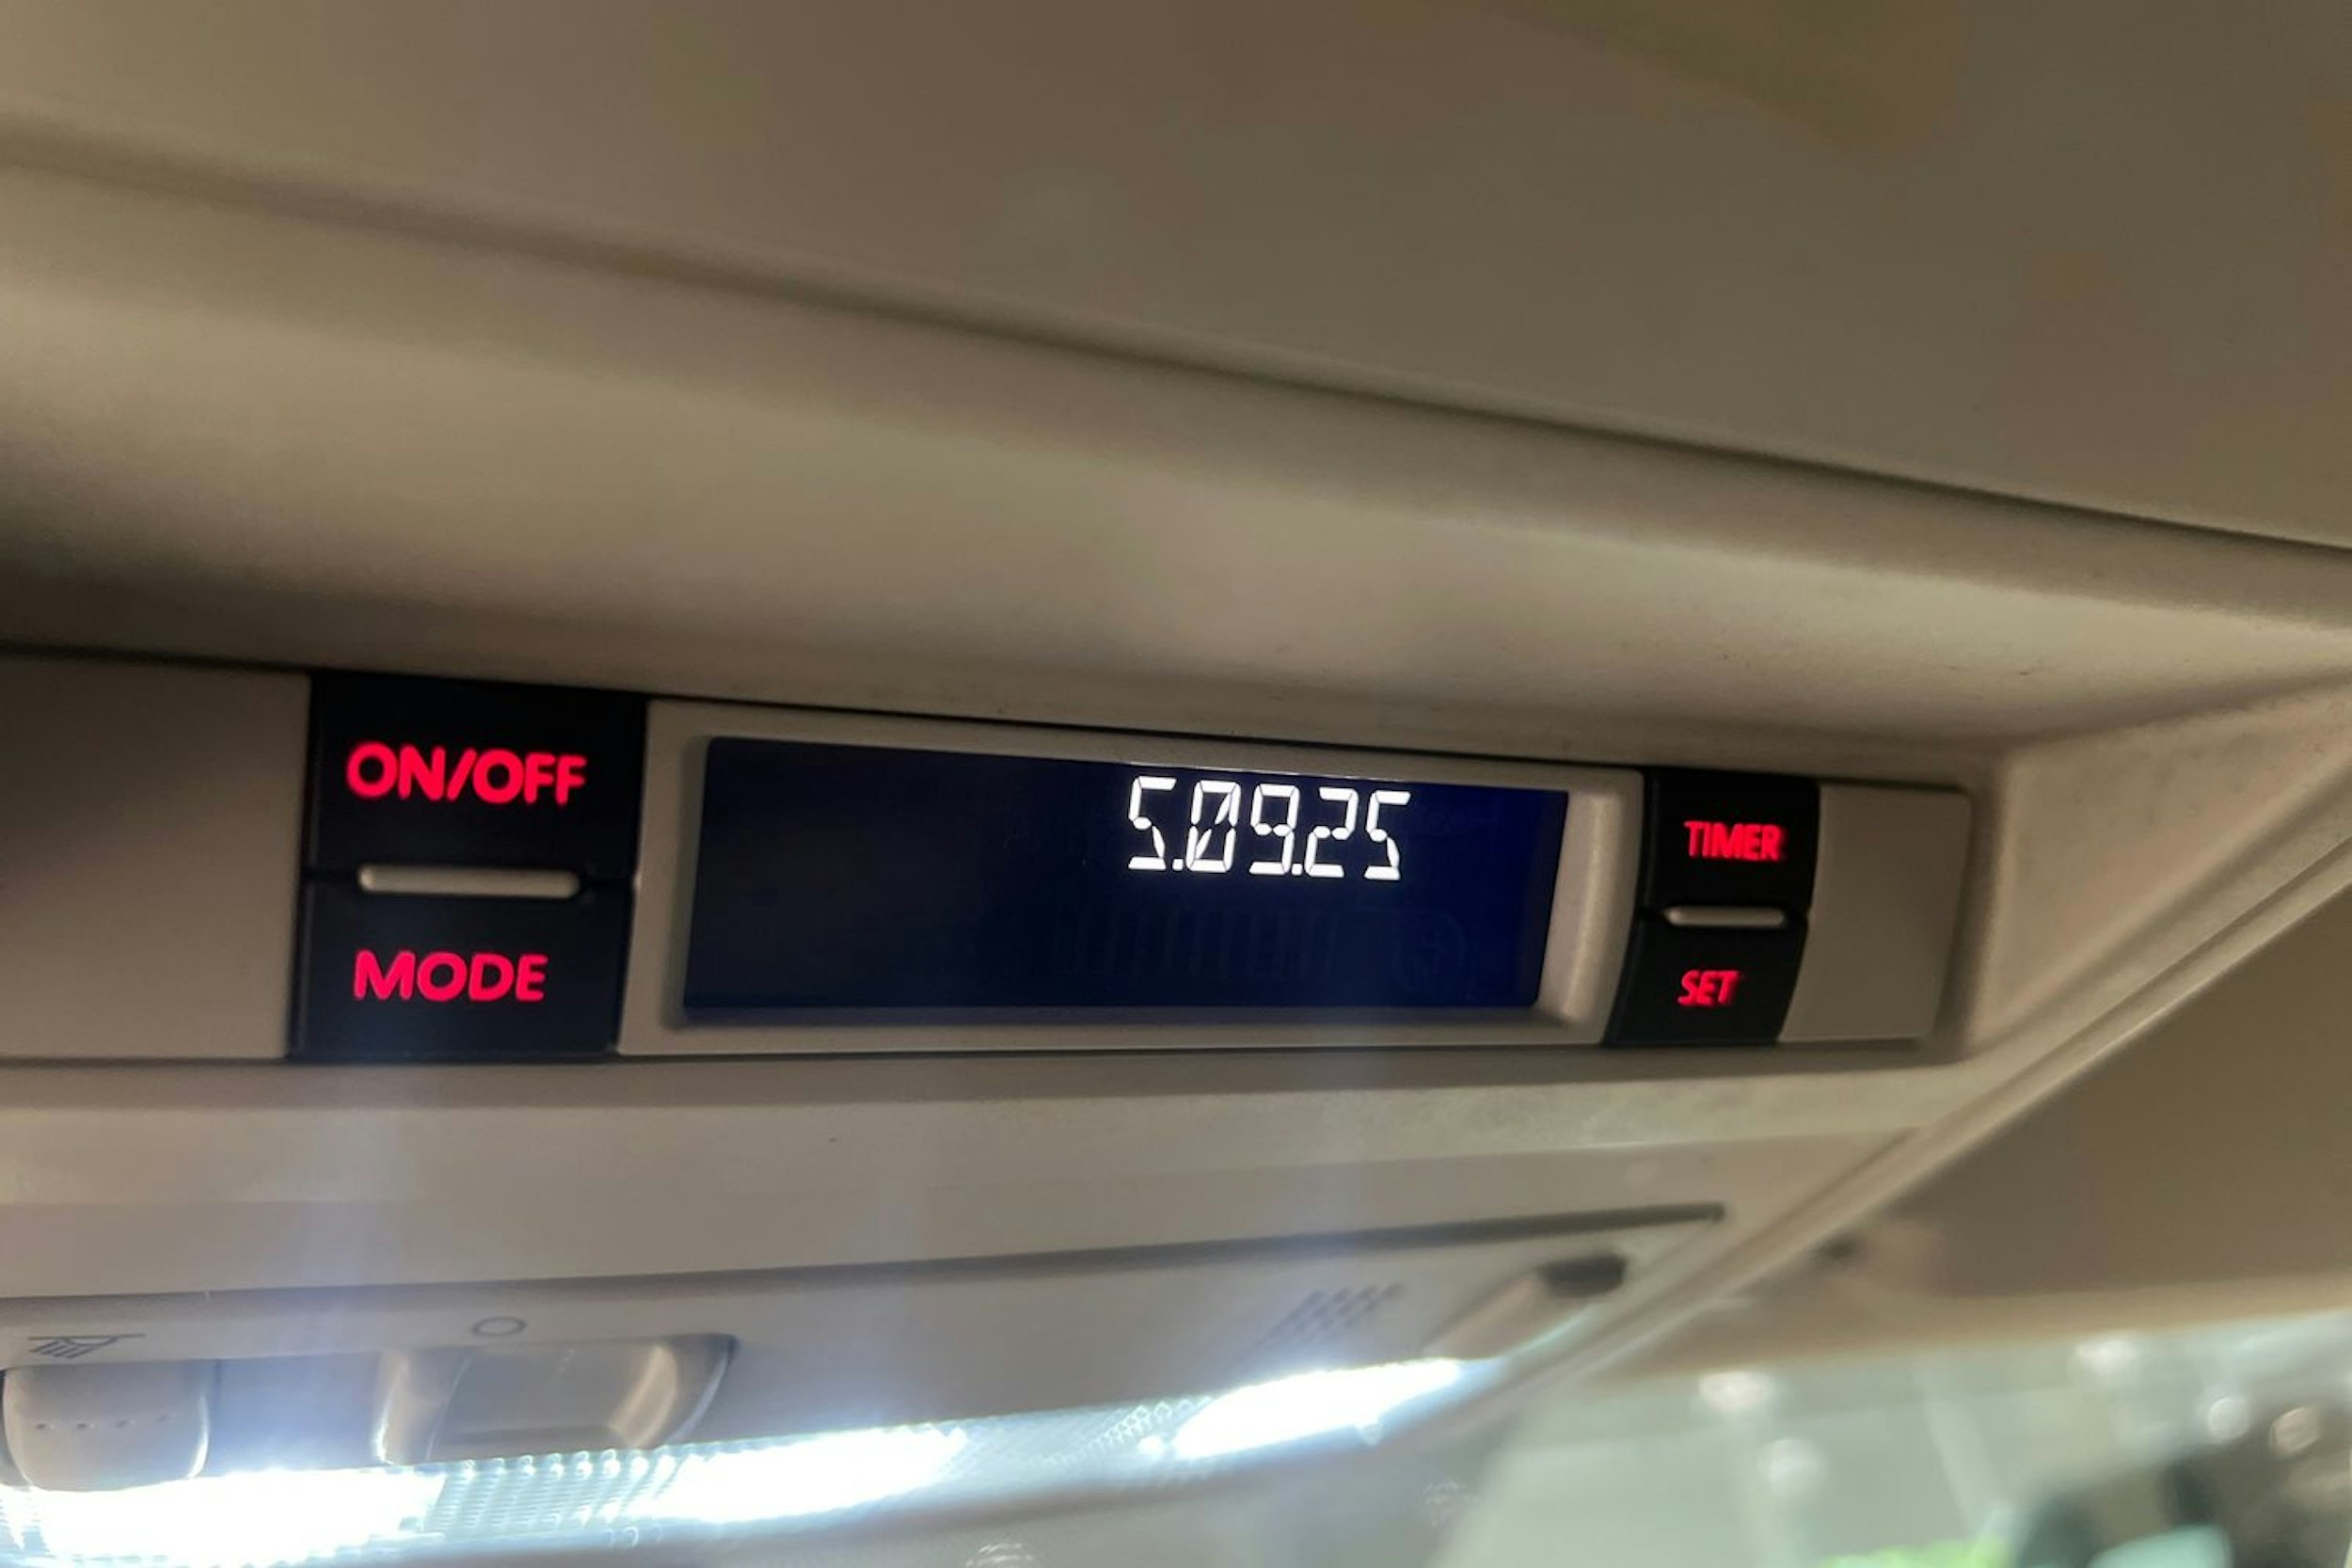 ON/OFF
MODE
5.09.25
TIMER
SET